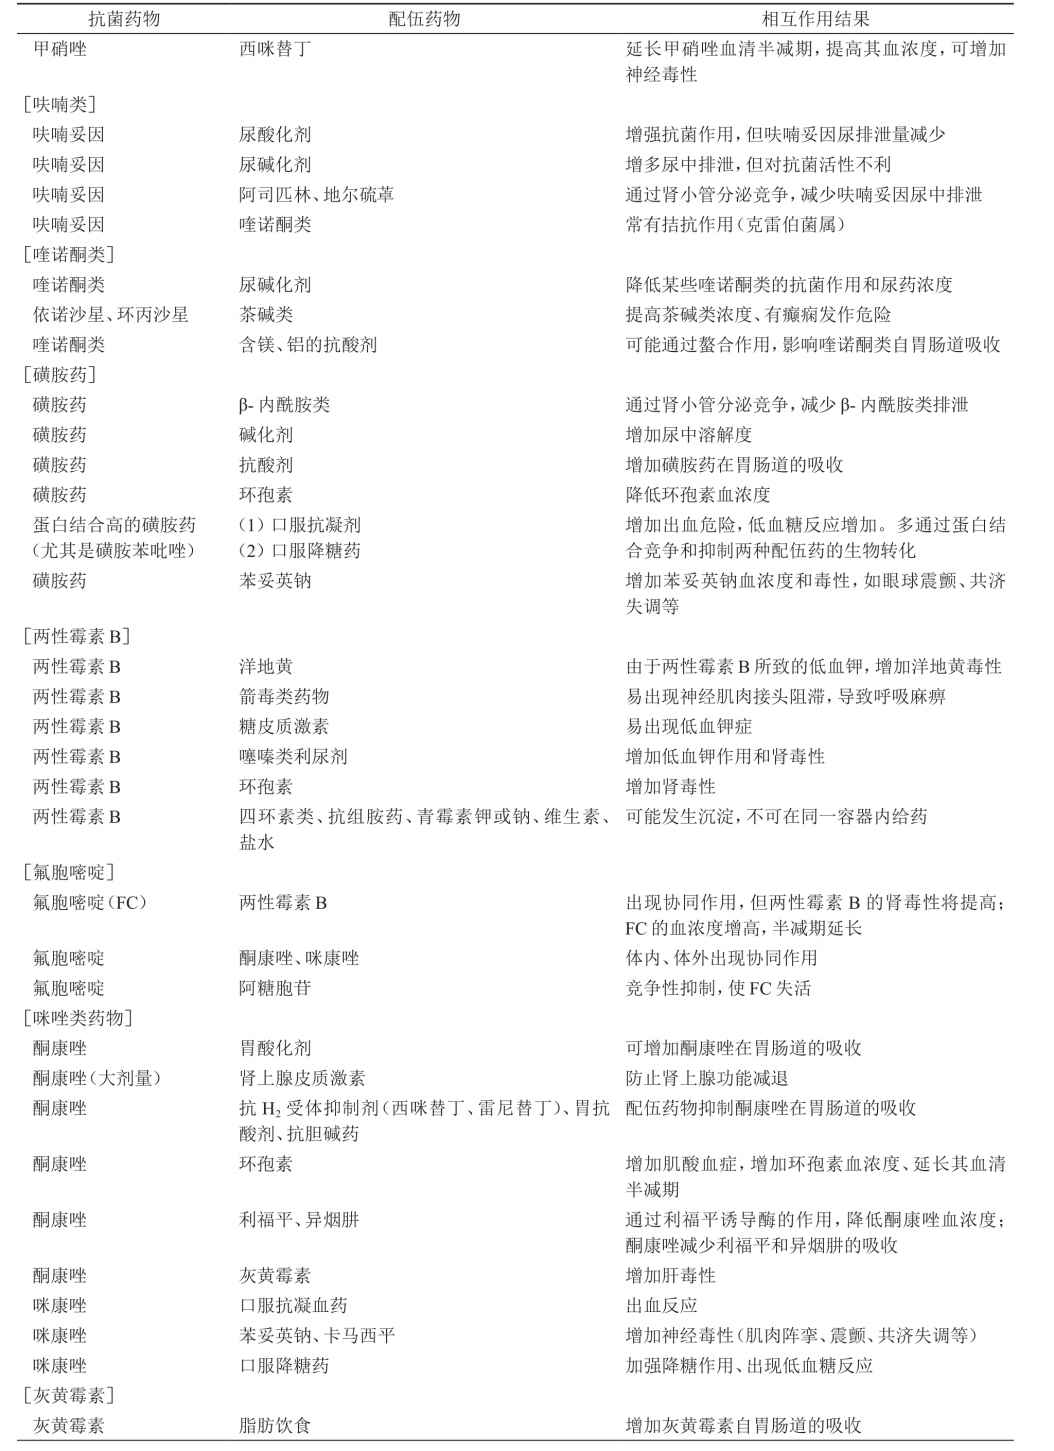 抗菌药物 配伍药物 相互作用结果
甲硝唑 西咪替丁 延长甲硝唑血清半减期，提高其血浓度，可增加
神经毒性
［呋喃类］
呋喃妥因 尿酸化剂 增强抗菌作用，但呋喃妥因尿排泄量减少
呋喃妥因 尿碱化剂 增多尿中排泄，但对抗菌活性不利
呋喃妥因 阿司匹林、地尔硫䓬 通过肾小管分泌竞争，减少呋喃妥因尿中排泄
呋喃妥因 喹诺酮类 常有拮抗作用（克雷伯菌属）
［喹诺酮类］
喹诺酮类 尿碱化剂 降低某些喹诺酮类的抗菌作用和尿药浓度
依诺沙星、环丙沙星 茶碱类 提高茶碱类浓度、有癫痫发作危险
喹诺酮类 含镁、铝的抗酸剂 可能通过螯合作用，影响喹诺酮类自胃肠道吸收
［磺胺药］
磺胺药 β- 内酰胺类 通过肾小管分泌竞争，减少 β- 内酰胺类排泄
磺胺药 碱化剂 增加尿中溶解度
磺胺药 抗酸剂 增加磺胺药在胃肠道的吸收
磺胺药 环孢素 降低环孢素血浓度
蛋白结合高的磺胺药 （1）口服抗凝剂 增加出血危险，低血糖反应增加。多通过蛋白结
（尤其是磺胺苯吡唑） （2）口服降糖药 合竞争和抑制两种配伍药的生物转化
磺胺药 苯妥英钠 增加苯妥英钠血浓度和毒性，如眼球震颤、共济
失调等
［两性霉素 B］
两性霉素 B 洋地黄 由于两性霉素 B 所致的低血钾，增加洋地黄毒性
两性霉素 B 箭毒类药物 易出现神经肌肉接头阻滞，导致呼吸麻痹
两性霉素 B 糖皮质激素 易出现低血钾症
两性霉素 B 噻嗪类利尿剂 增加低血钾作用和肾毒性
两性霉素 B 环孢素 增加肾毒性
两性霉素 B 四环素类、抗组胺药、青霉素钾或钠、维生素、 可能发生沉淀，不可在同一容器内给药
盐水
［氟胞嘧啶］
氟胞嘧啶（FC） 两性霉素 B 出现协同作用，但两性霉素 B 的肾毒性将提高；
FC 的血浓度增高，半减期延长
氟胞嘧啶 酮康唑、咪康唑 体内、体外出现协同作用
氟胞嘧啶 阿糖胞苷 竞争性抑制，使 FC 失活
［咪唑类药物］
酮康唑 胃酸化剂 可增加酮康唑在胃肠道的吸收
酮康唑（大剂量） 肾上腺皮质激素 防止肾上腺功能减退
酮康唑 抗 H₂ 受体抑制剂（西咪替丁、雷尼替丁）、胃抗 配伍药物抑制酮康唑在胃肠道的吸收
酸剂、抗胆碱药
酮康唑 环孢素 增加肌酸血症，增加环孢素血浓度、延长其血清
半减期
酮康唑 利福平、异烟肼 通过利福平诱导酶的作用，降低酮康唑血浓度；
酮康唑减少利福平和异烟肼的吸收
酮康唑 灰黄霉素 增加肝毒性
咪康唑 口服抗凝血药 出血反应
咪康唑 苯妥英钠、卡马西平 增加神经毒性（肌肉阵挛、震颤、共济失调等）
咪康唑 口服降糖药 加强降糖作用、出现低血糖反应
［灰黄霉素］
灰黄霉素 脂肪饮食 增加灰黄霉素自胃肠道的吸收